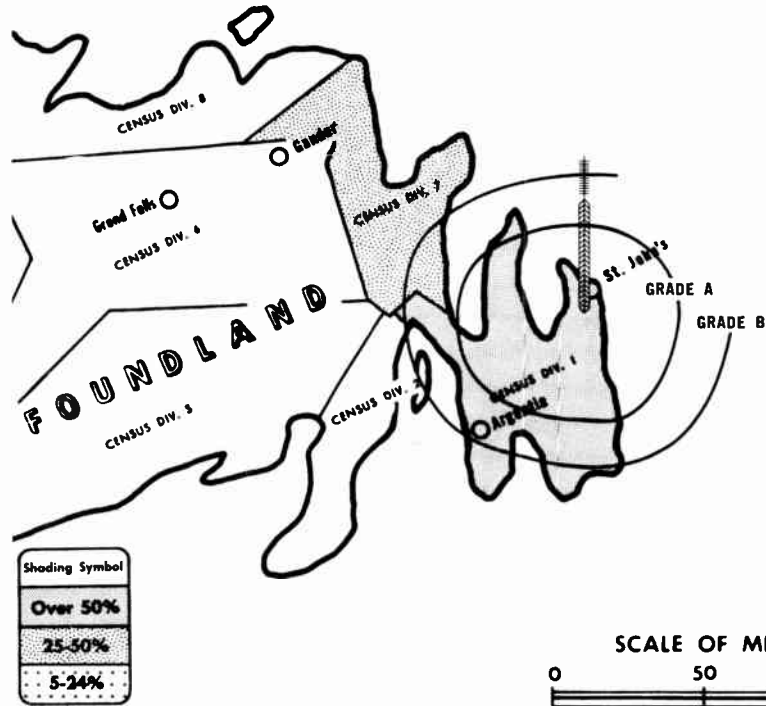 CENSUS DIV. 8
Gander
CENSUS DIV. 7
Grand Falls
CENSUS DIV. 6
St. John's
GRADE A
GRADE B
FOUNDLAND
CENSUS DIV. 1
CENSUS DIV. 2
Argentia
CENSUS DIV. 5
Shading Symbol
Over 50%
25-50%
5-24%
SCALE OF MI
0 50